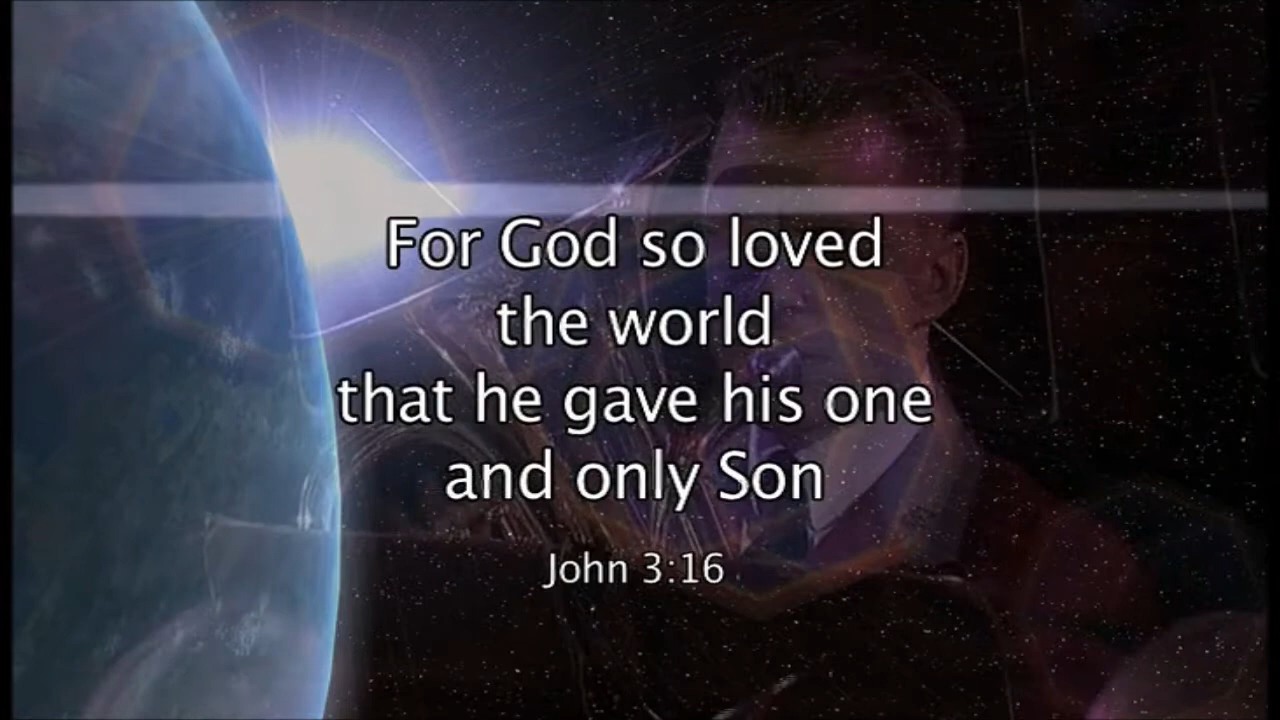 For God so loved
the world
that he gave his one
and only Son
John 3:16